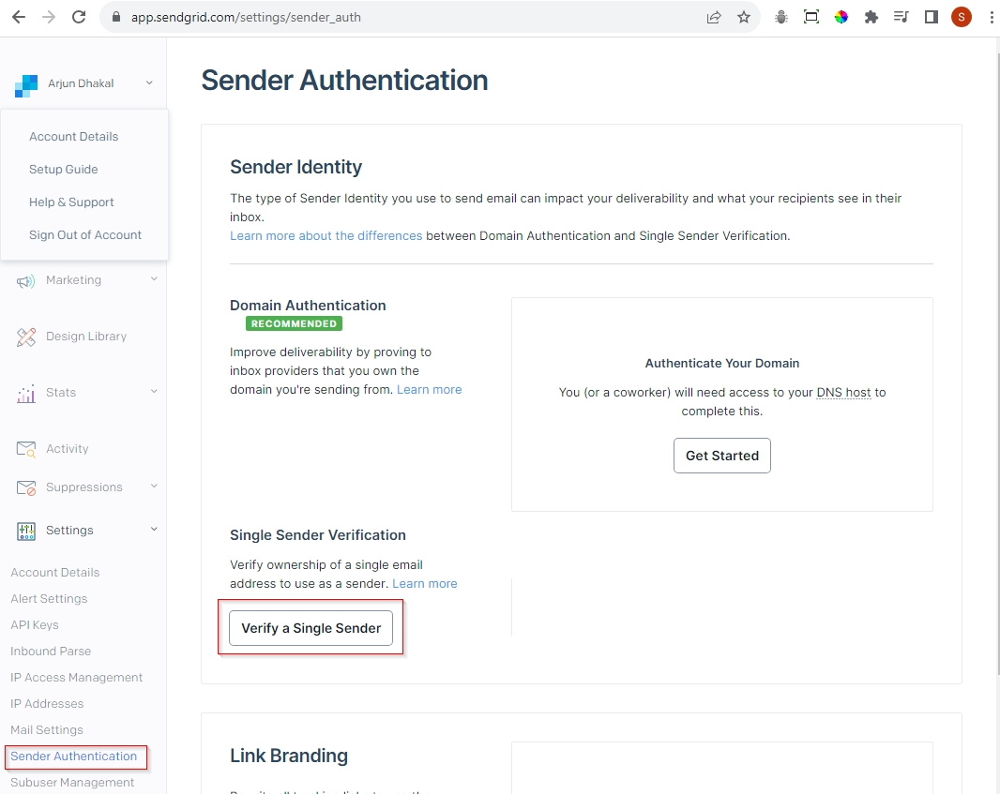 app.sendgrid.com/settings/sender_auth
S
Arjun Dhakal
Account Details
Setup Guide
Help & Support
Sign Out of Account
Marketing
Design Library
Stats
Activity
Suppressions
Settings
Account Details
Alert Settings
API Keys
Inbound Parse
IP Access Management
IP Addresses
Mail Settings
Sender Authentication
Subuser Management
Sender Authentication
Sender Identity
The type of Sender Identity you use to send email can impact your deliverability and what your recipients see in their
inbox.
Learn more about the differences between Domain Authentication and Single Sender Verification.
Domain Authentication
RECOMMENDED
Improve deliverability by proving to
inbox providers that you own the
domain you're sending from. Learn more
Authenticate Your Domain
You (or a coworker) will need access to your DNS host to
complete this.
Get Started
Single Sender Verification
Verify ownership of a single email
address to use as a sender. Learn more
Verify a Single Sender
Link Branding